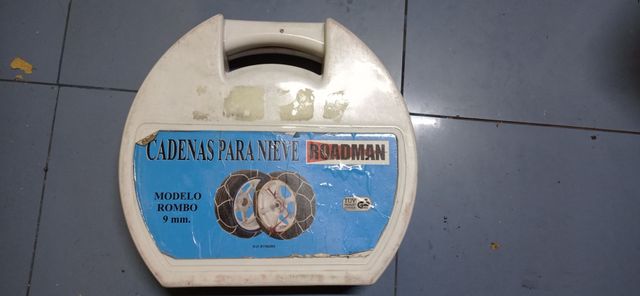 CADENAS PARA NIEVE ROADMAN
MODELO
ROMBO
9 mm.